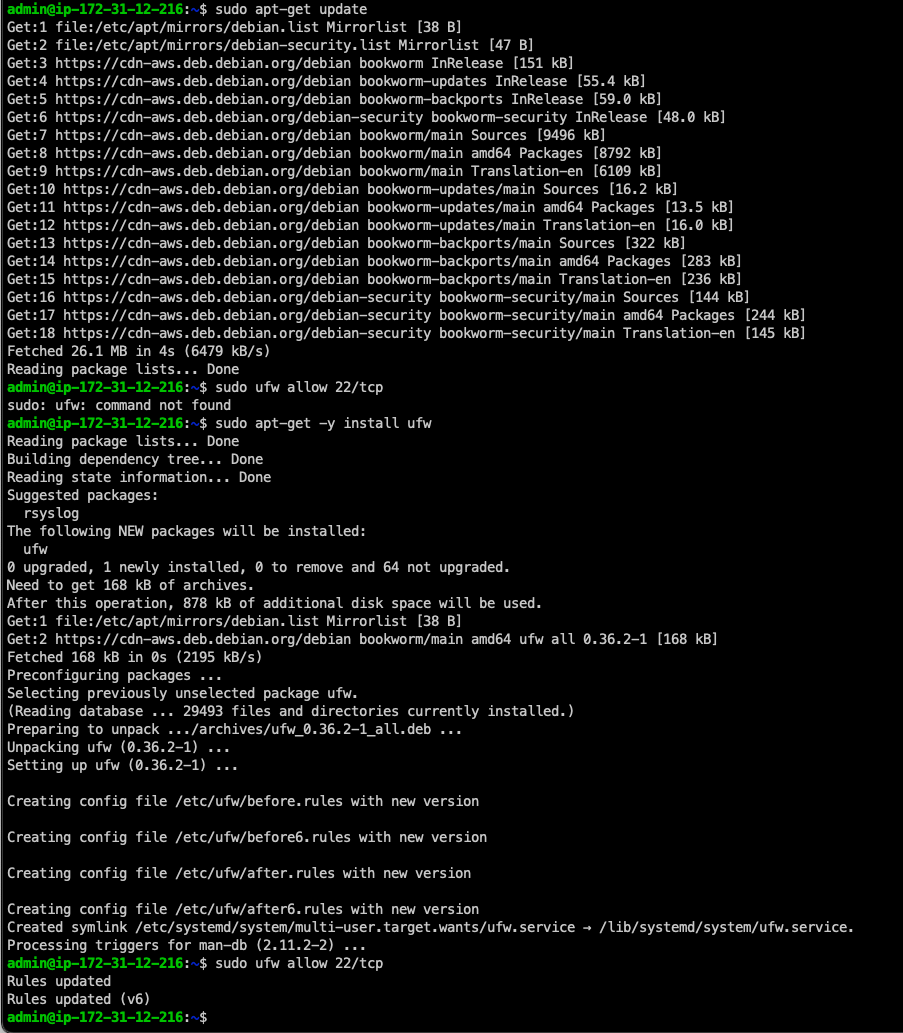 admin@ip-172-31-12-216:~$ sudo apt-get update
Get:1 file:/etc/apt/mirrors/debian.list Mirrorlist [38 B]
Get:2 file:/etc/apt/mirrors/debian-security.list Mirrorlist [47 B]
Get:3 https://cdn-aws.deb.debian.org/debian bookworm InRelease [151 kB]
Get:4 https://cdn-aws.deb.debian.org/debian bookworm-updates InRelease [55.4 kB]
Get:5 https://cdn-aws.deb.debian.org/debian bookworm-backports InRelease [59.0 kB]
Get:6 https://cdn-aws.deb.debian.org/debian-security bookworm-security InRelease [48.0 kB]
Get:7 https://cdn-aws.deb.debian.org/debian bookworm/main Sources [9496 kB]
Get:8 https://cdn-aws.deb.debian.org/debian bookworm/main amd64 Packages [8792 kB]
Get:9 https://cdn-aws.deb.debian.org/debian bookworm/main Translation-en [6109 kB]
Get:10 https://cdn-aws.deb.debian.org/debian bookworm-updates/main Sources [16.2 kB]
Get:11 https://cdn-aws.deb.debian.org/debian bookworm-updates/main amd64 Packages [13.5 kB]
Get:12 https://cdn-aws.deb.debian.org/debian bookworm-updates/main Translation-en [16.0 kB]
Get:13 https://cdn-aws.deb.debian.org/debian bookworm-backports/main Sources [322 kB]
Get:14 https://cdn-aws.deb.debian.org/debian bookworm-backports/main amd64 Packages [283 kB]
Get:15 https://cdn-aws.deb.debian.org/debian bookworm-backports/main Translation-en [236 kB]
Get:16 https://cdn-aws.deb.debian.org/debian-security bookworm-security/main Sources [144 kB]
Get:17 https://cdn-aws.deb.debian.org/debian-security bookworm-security/main amd64 Packages [244 kB]
Get:18 https://cdn-aws.deb.debian.org/debian-security bookworm-security/main Translation-en [145 kB]
Fetched 26.1 MB in 4s (6479 kB/s)
Reading package lists... Done
admin@ip-172-31-12-216:~$ sudo ufw allow 22/tcp
sudo: ufw: command not found
admin@ip-172-31-12-216:~$ sudo apt-get -y install ufw
Reading package lists... Done
Building dependency tree... Done
Reading state information... Done
Suggested packages:
  rsyslog
The following NEW packages will be installed:
  ufw
0 upgraded, 1 newly installed, 0 to remove and 64 not upgraded.
Need to get 168 kB of archives.
After this operation, 878 kB of additional disk space will be used.
Get:1 file:/etc/apt/mirrors/debian.list Mirrorlist [38 B]
Get:2 https://cdn-aws.deb.debian.org/debian bookworm/main amd64 ufw all 0.36.2-1 [168 kB]
Fetched 168 kB in 0s (2195 kB/s)
Preconfiguring packages ...
Selecting previously unselected package ufw.
(Reading database ... 29493 files and directories currently installed.)
Preparing to unpack .../archives/ufw_0.36.2-1_all.deb ...
Unpacking ufw (0.36.2-1) ...
Setting up ufw (0.36.2-1) ...

Creating config file /etc/ufw/before.rules with new version

Creating config file /etc/ufw/before6.rules with new version

Creating config file /etc/ufw/after.rules with new version

Creating config file /etc/ufw/after6.rules with new version
Created symlink /etc/systemd/system/multi-user.target.wants/ufw.service → /lib/systemd/system/ufw.service.
Processing triggers for man-db (2.11.2-2) ...
admin@ip-172-31-12-216:~$ sudo ufw allow 22/tcp
Rules updated
Rules updated (v6)
admin@ip-172-31-12-216:~$